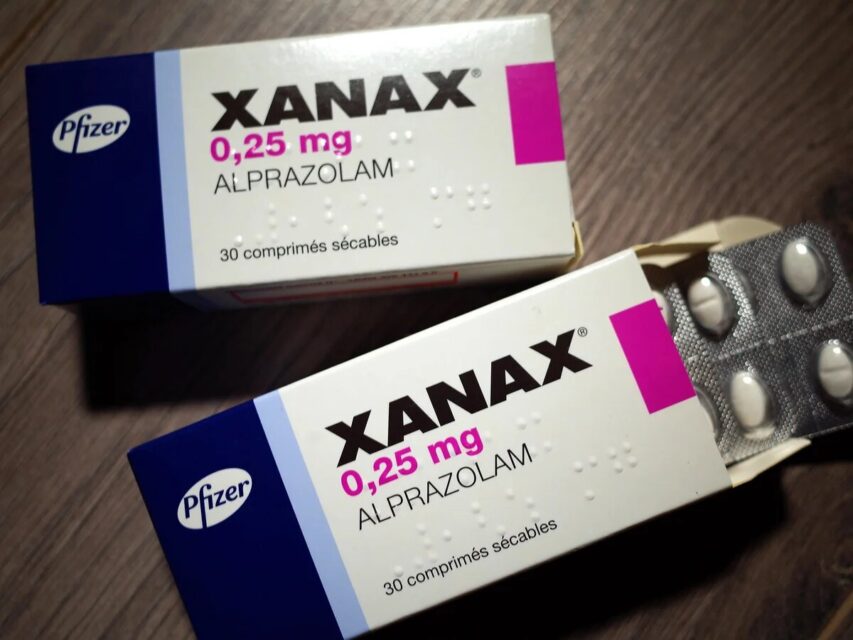 Pfizer
XANAX®
0,25 mg
ALPRAZOLAM
30 comprimés sécables
Pfizer
XANAX®
0,25 mg
ALPRAZOLAM
30 comprimés sécables